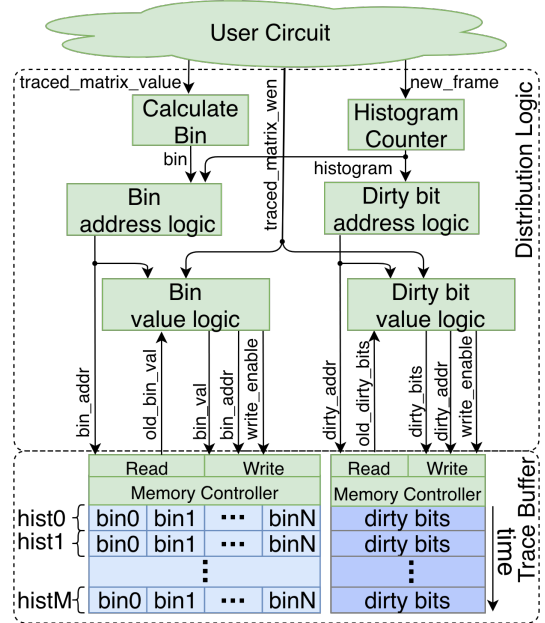 User Circuit
traced_matrix_value
new_frame
traced_matrix_wen
Distribution Logic
Calculate
Bin
Histogram
Counter
bin
histogram
Bin
address logic
Dirty bit
address logic
Bin
value logic
Dirty bit
value logic
bin_addr
old_bin_val
bin_val
bin_addr
write_enable
dirty_addr
old_dirty_bits
dirty_bits
dirty_addr
write_enable
Read Write
Memory Controller
Read Write
Memory Controller
Trace Buffer
time
hist0 bin0 bin1 ··· binN dirty bits
hist1 bin0 bin1 ··· binN dirty bits
histM bin0 bin1 ··· binN dirty bits